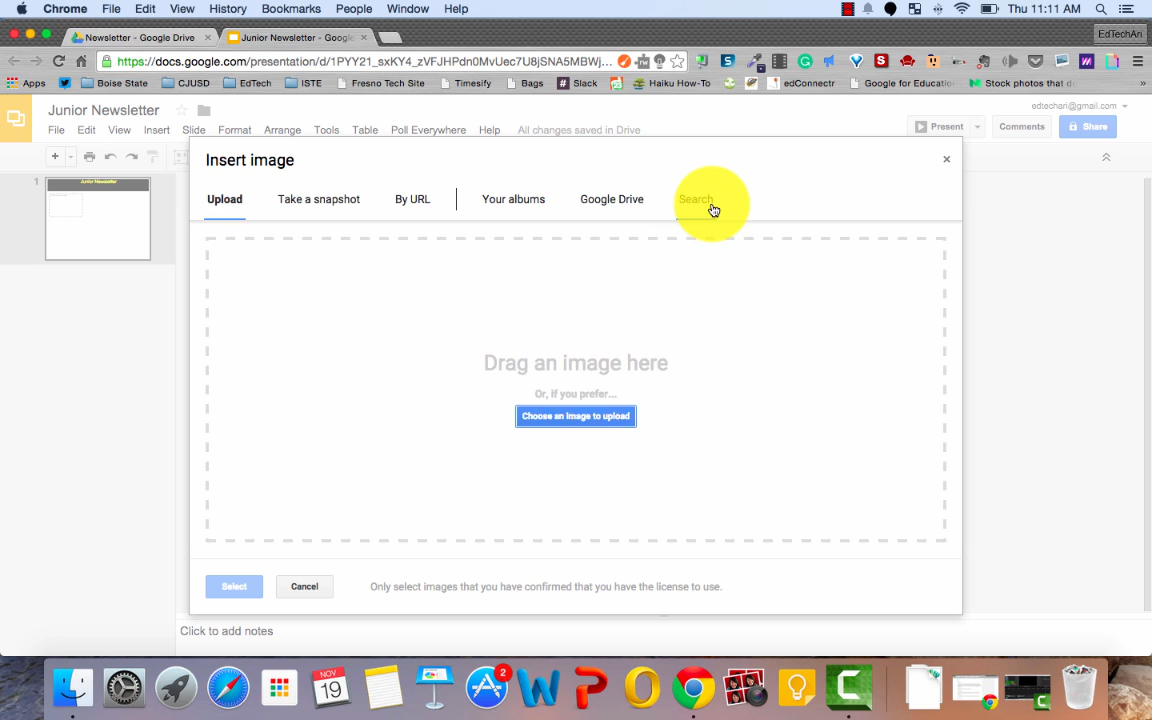 Chrome File Edit View History Bookmarks People Window Help Thu 11:11 AM
Newsletter - Google Drive × Junior Newsletter - Google × EdTechAri
https://docs.google.com/presentation/d/1PYY21_sxKY4_zVFJHPdn0MvUec7U8jSNA5MBWj...
Apps Boise State CJUSD EdTech ISTE Fresno Tech Site Timesify Bags Slack Haiku How-To edConnectr Google for Educatio Stock photos that d »
Junior Newsletter edtechari@gmail.com
File Edit View Insert Slide Format Arrange Tools Table Poll Everywhere Help All changes saved in Drive Present Comments Share
Insert image ×
1 Junior Newsletter
Upload Take a snapshot By URL Your albums Google Drive Search
Drag an image here
Or, if you prefer...
Choose an image to upload
Select Cancel Only select images that you have confirmed that you have the license to use.
Click to add notes
NOV
19
2